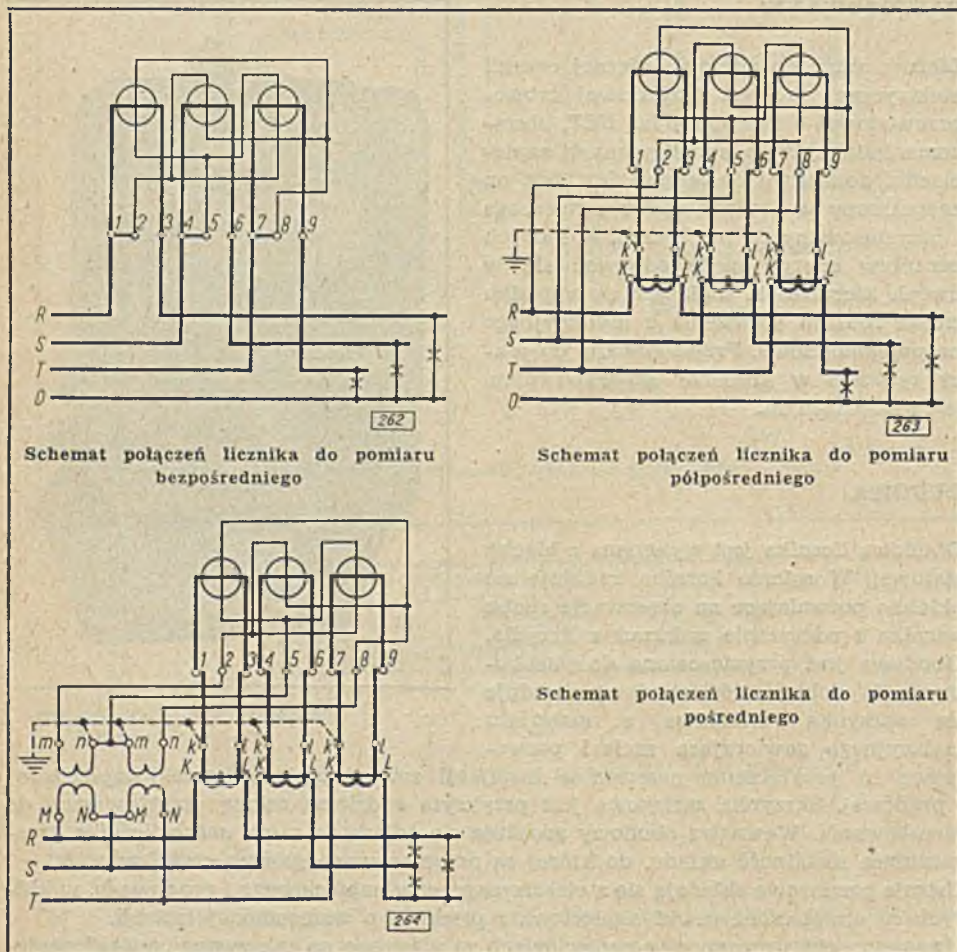 1 2 3 4 5 6 7 8 9
R
S
T
0
262
Schemat połączeń licznika do pomiaru
bezpośredniego
1 2 3 4 5 6 7 8 9
k l k l k l
K L K L K L
R
S
T
0
263
Schemat połączeń licznika do pomiaru
półpośredniego
1 2 3 4 5 6 7 8 9
m n m n k l k l k l
K L K L K L
M N M N
R
S
T
264
Schemat połączeń licznika do pomiaru
pośredniego